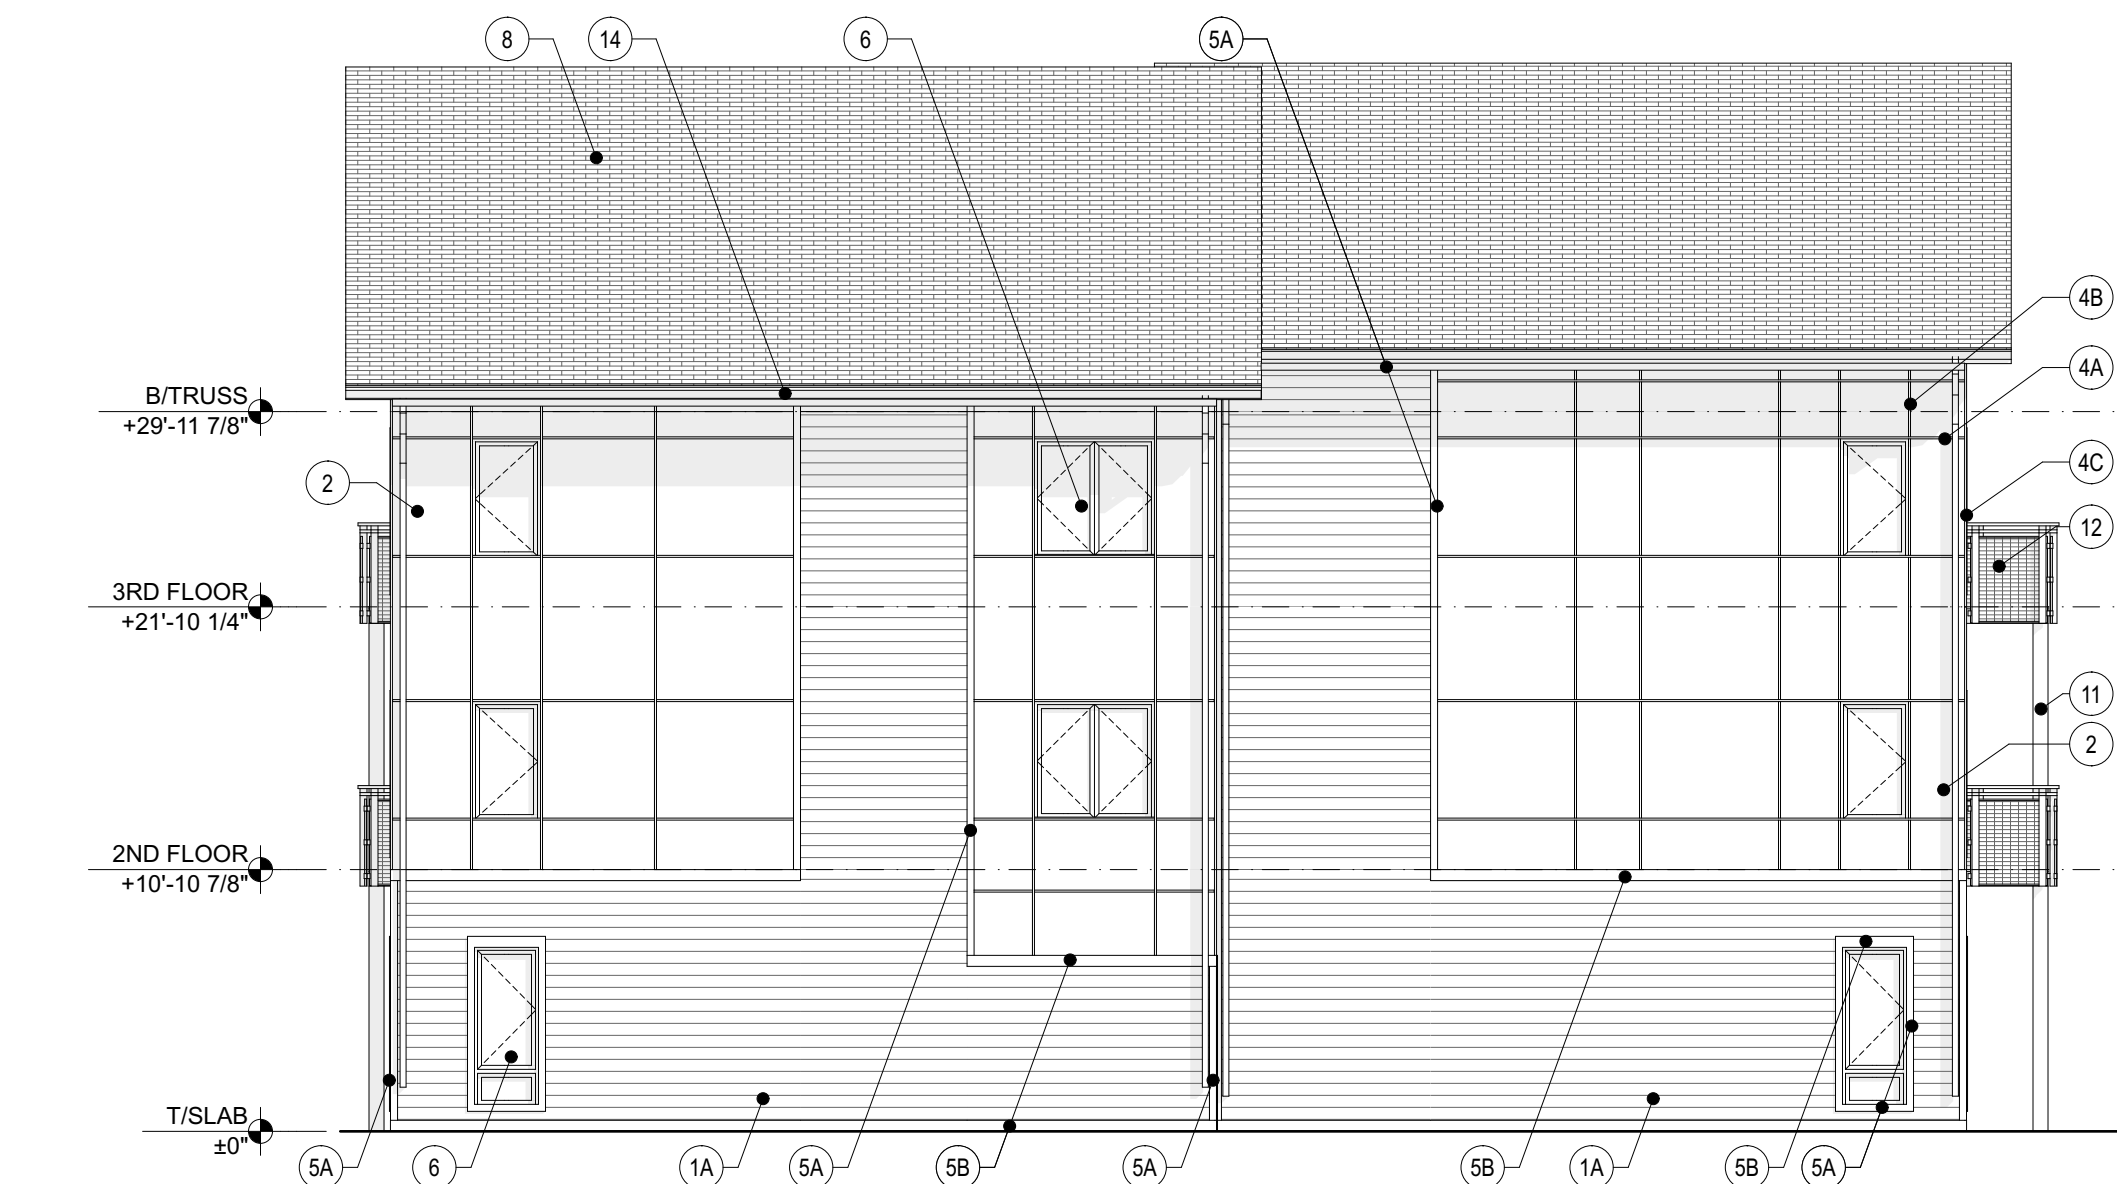 8
14
6
5A
4B
4A
4C
12
11
2
2
B/TRUSS
+29'-11 7/8"
3RD FLOOR
+21'-10 1/4"
2ND FLOOR
+10'-10 7/8"
T/SLAB
±0"
5A
6
1A
5A
5B
5A
5B
1A
5B
5A